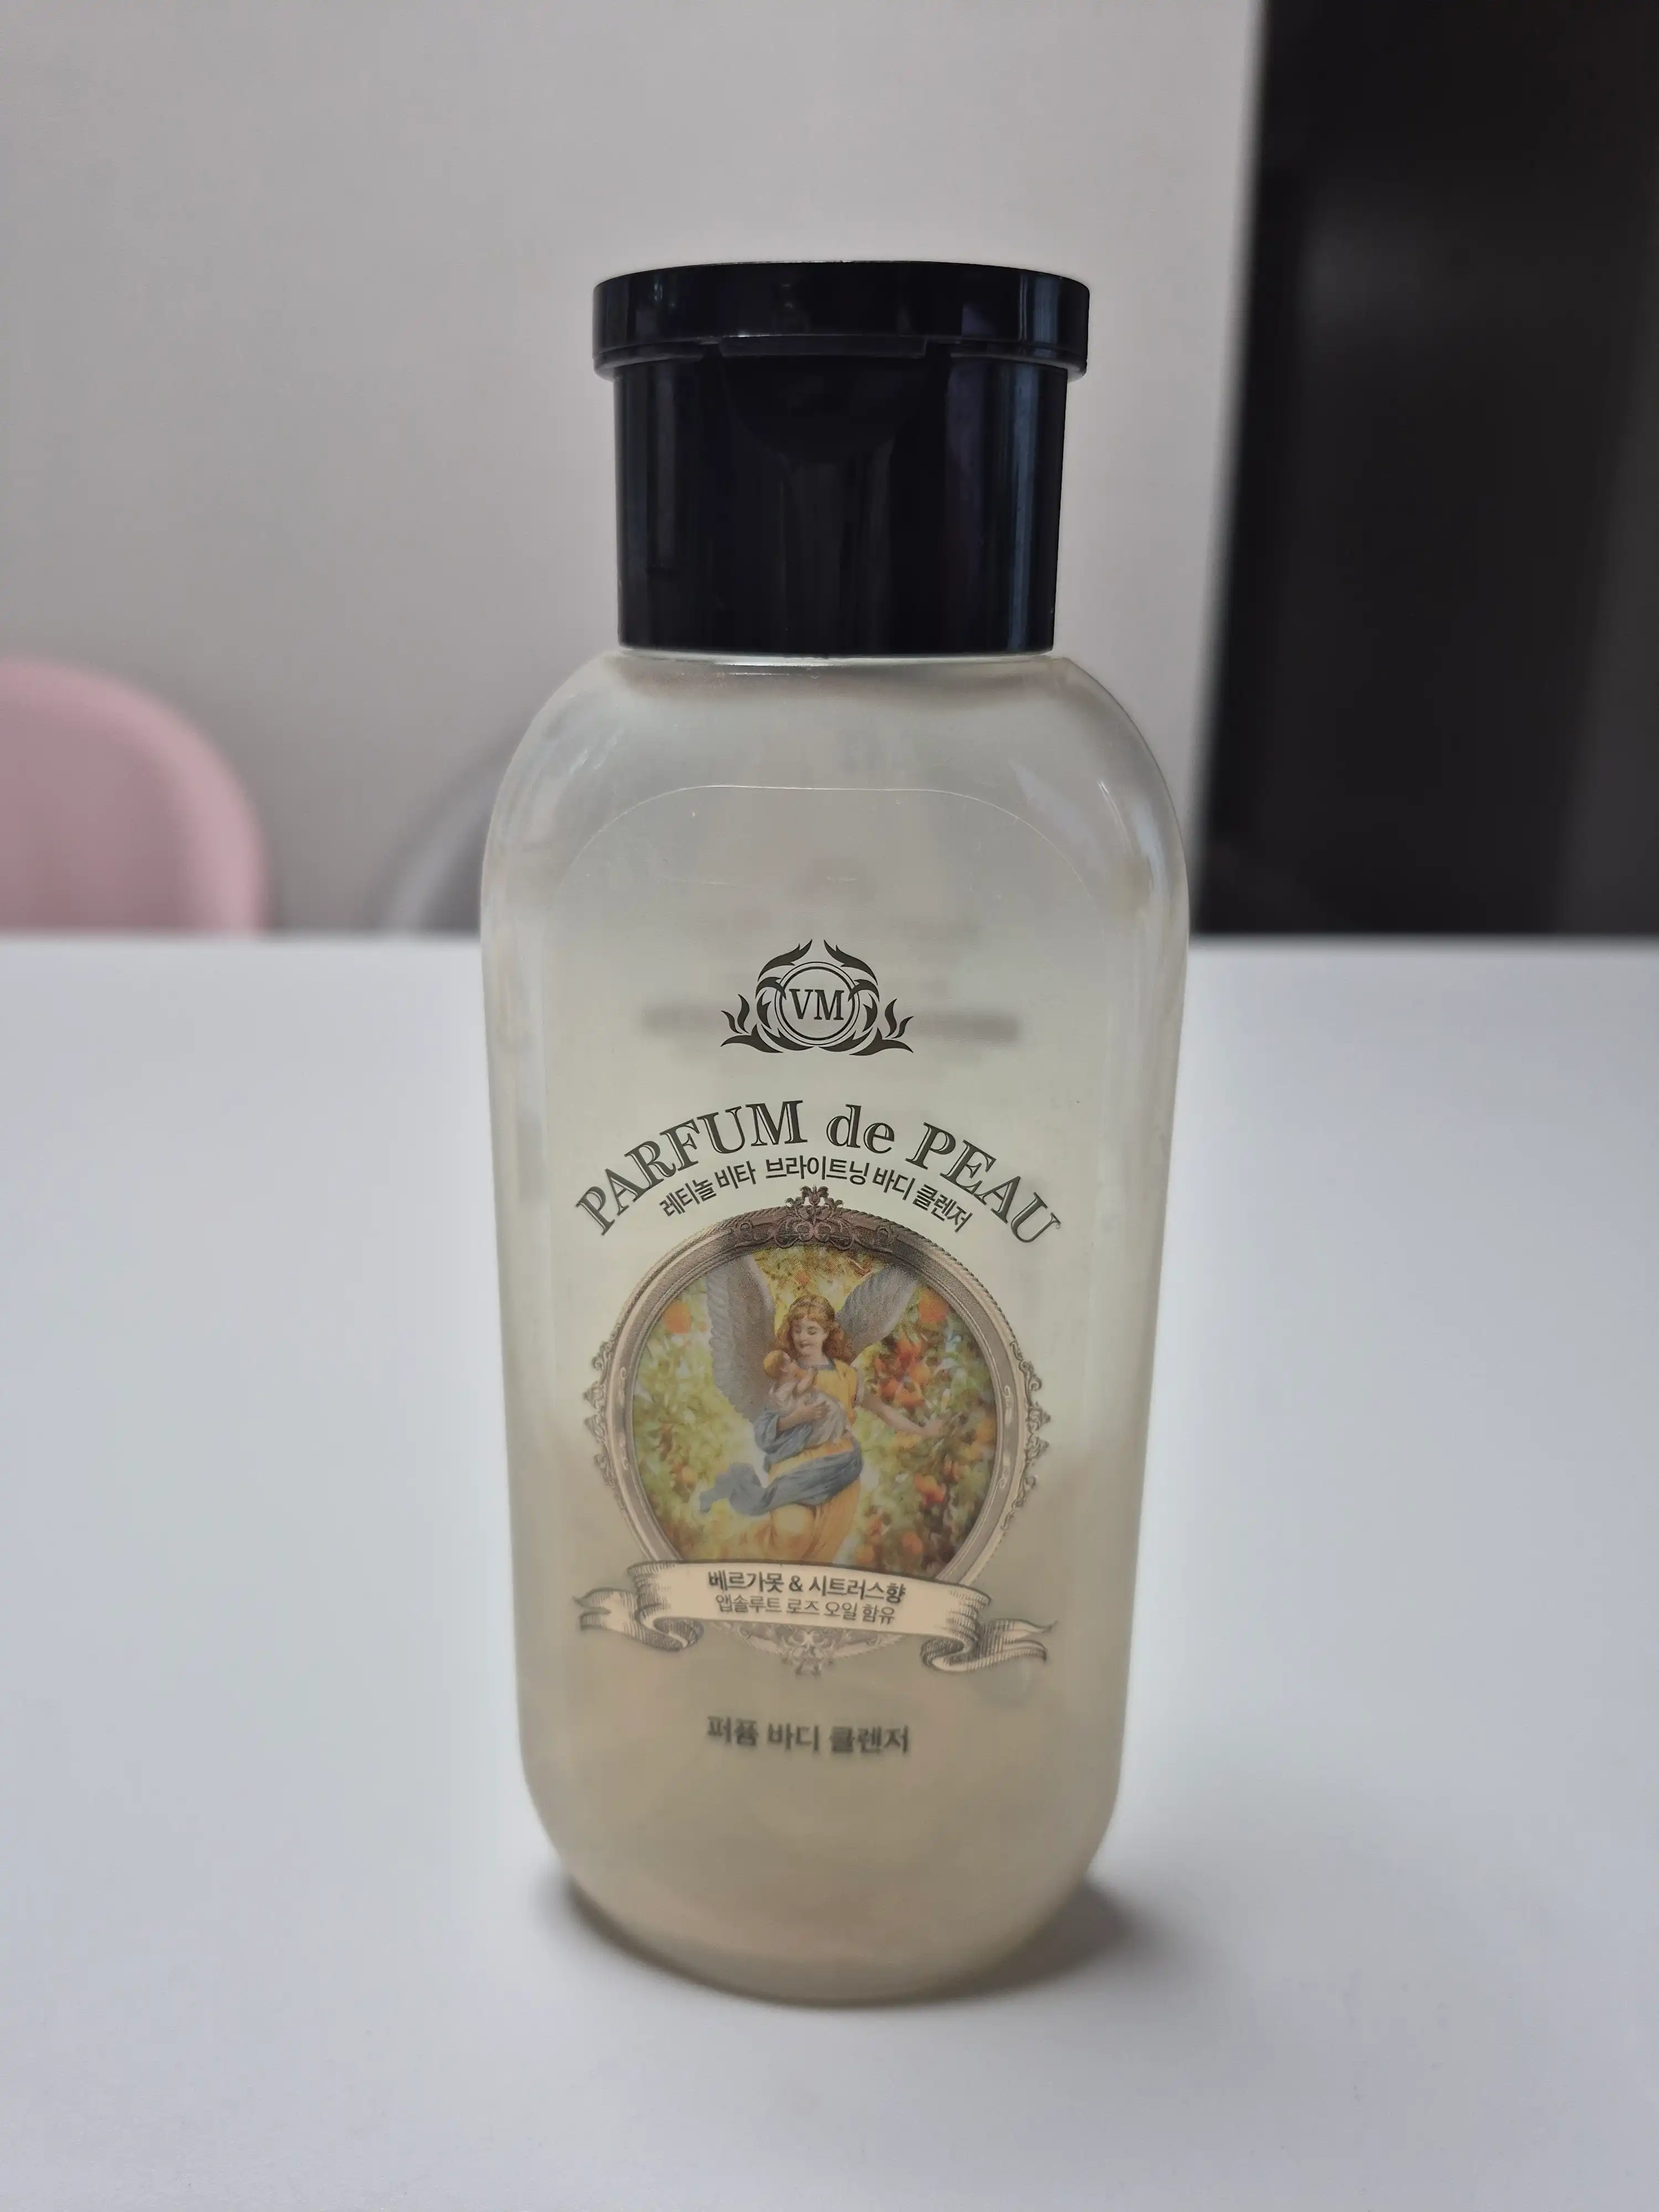 VM
PARFUM de PEAU
레티놀 비타 브라이트닝 바디 클렌저
베르가못 & 시트러스향
앱솔루트 로즈 오일 함유
퍼퓸 바디 클렌저